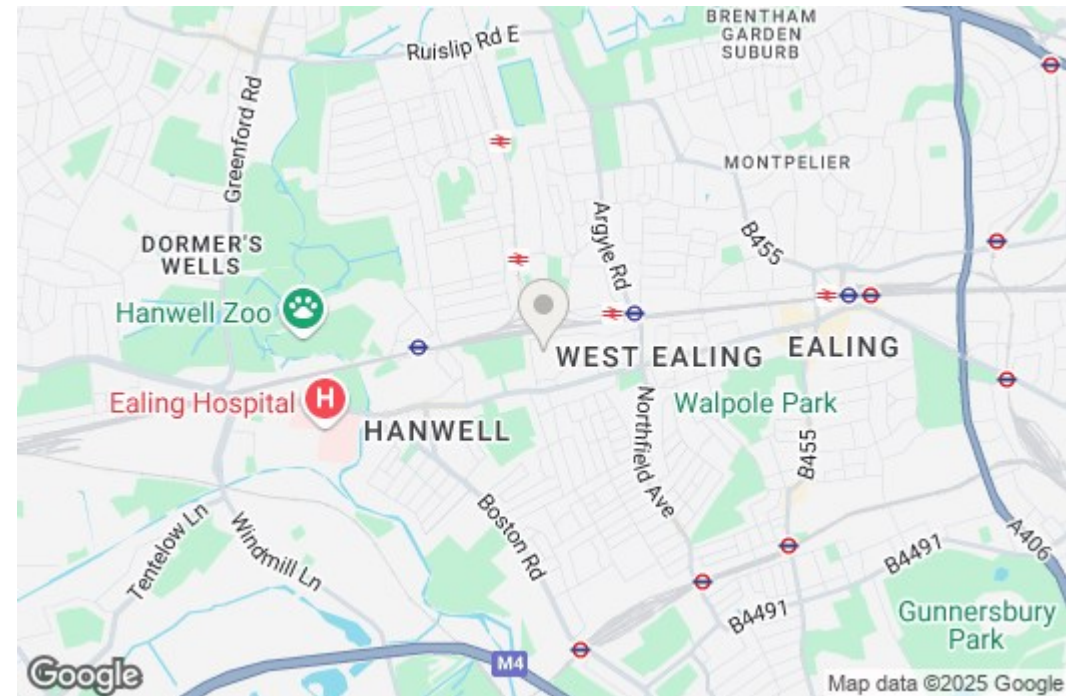 BRENTHAM
GARDEN
SUBURB
Ruislip Rd E
Greenford Rd
MONTPELIER
Argyle Rd
B455
DORMER'S
WELLS
Hanwell Zoo
WEST EALING
EALING
Ealing Hospital
H
Walpole Park
HANWELL
Northfield Ave
B455
Boston Rd
Tentelow Ln
Windmill Ln
A406
B4491
B4491
Gunnersbury
Park
M4
Google
Map data ©2025 Google